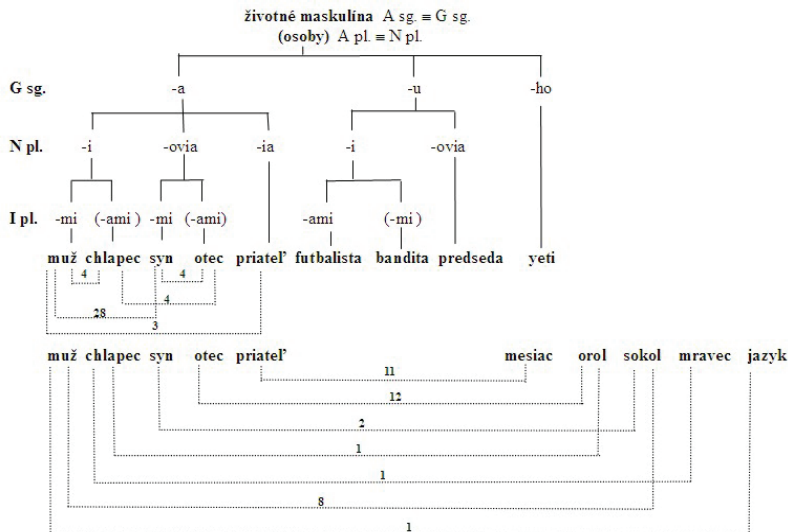 životné maskulína A sg. ≡ G sg.
(osoby) A pl. ≡ N pl.
G sg. -a -u -ho
N pl. -i -ovia -ia -i -ovia
I pl. -mi (-ami ) -mi (-ami) -ami (-mi )
muž chlapec syn otec priateľ futbalista bandita predseda yeti
4 4
4
28
3
muž chlapec syn otec priateľ mesiac orol sokol mravec jazyk
11
12
2
1
1
8
1